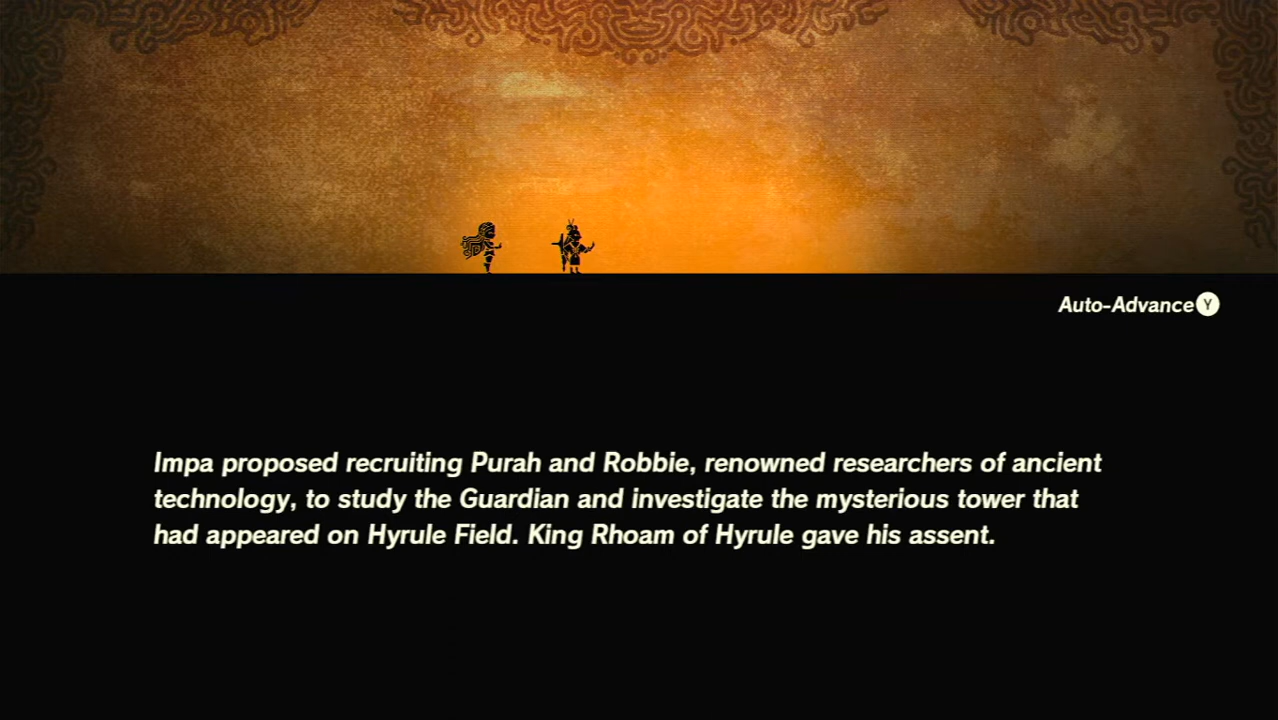 Auto-Advance Y
Impa proposed recruiting Purah and Robbie, renowned researchers of ancient
technology, to study the Guardian and investigate the mysterious tower that
had appeared on Hyrule Field. King Rhoam of Hyrule gave his assent.